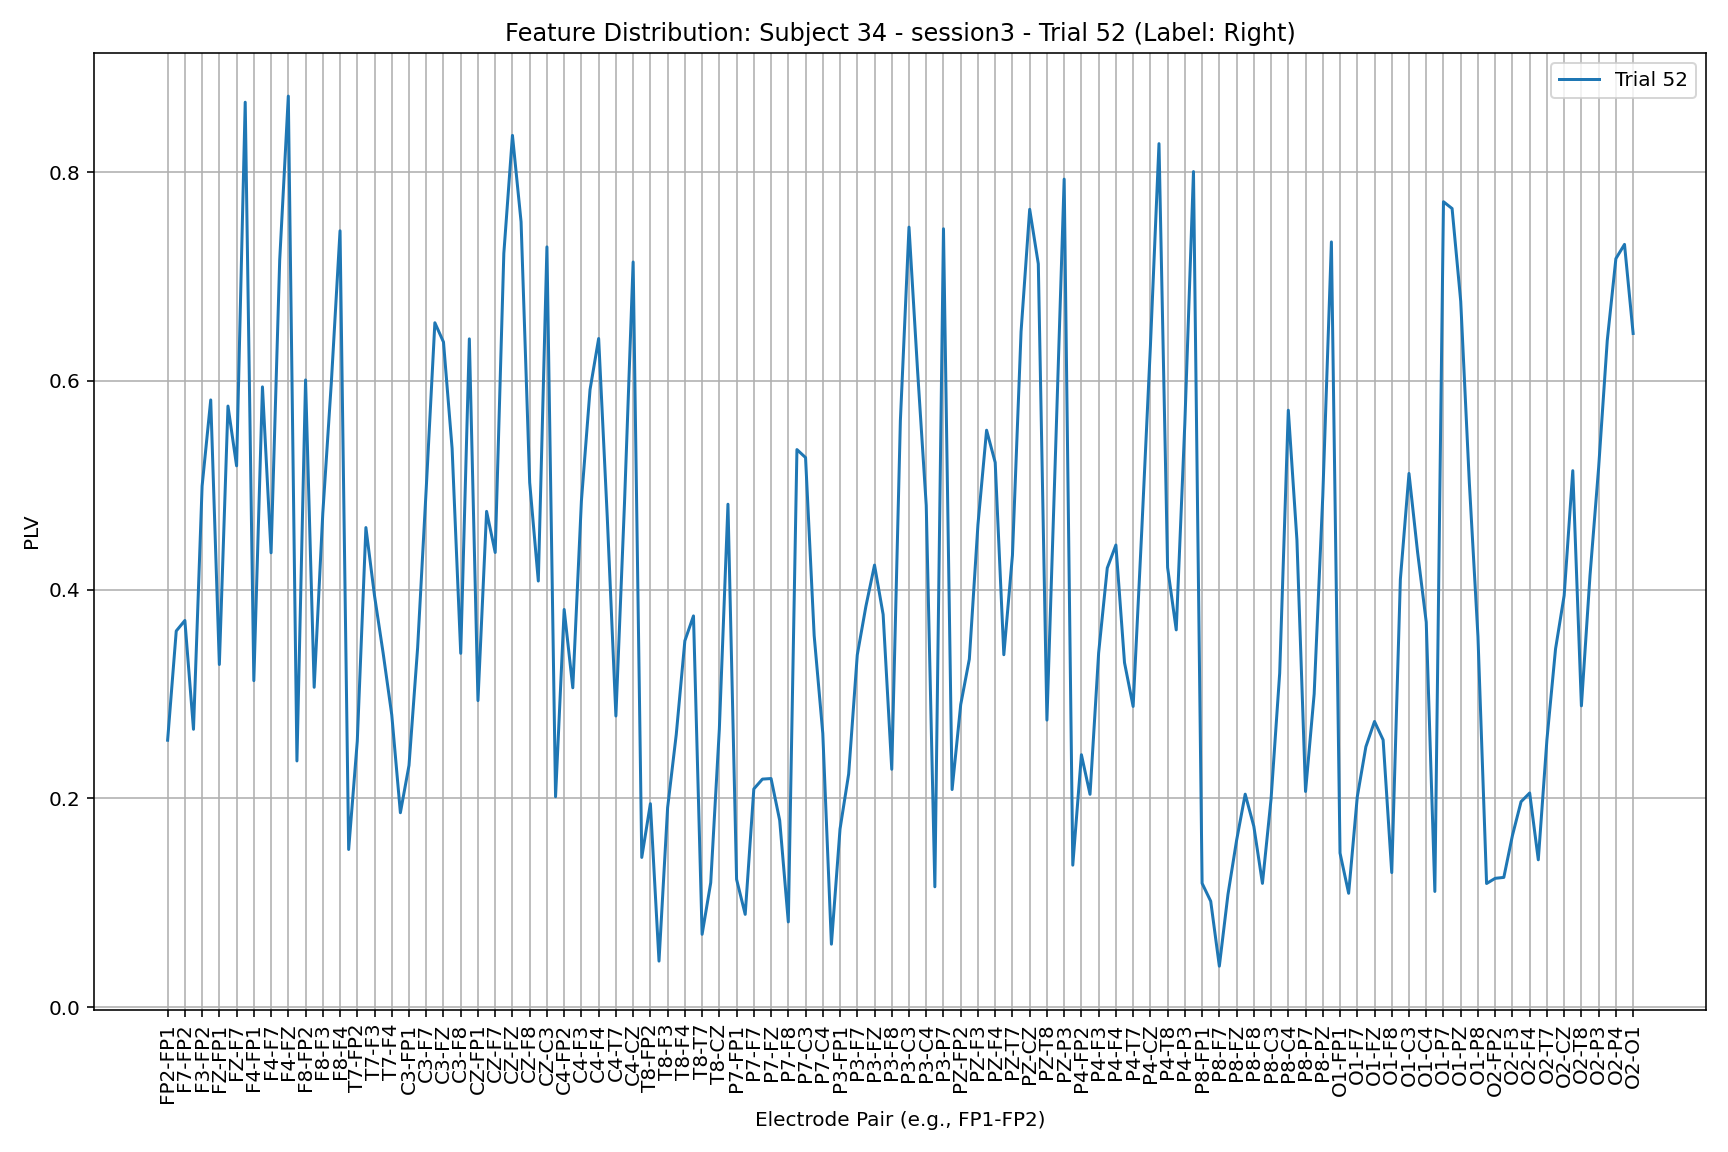 Feature Distribution: Subject 34 - session3 - Trial 52 (Label: Right)
Trial 52
PLV
0.8
0.6
0.4
0.2
0.0
FP2-FP1
F7-FP2
F3-FP2
FZ-FP1
FZ-F7
F4-FP1
F4-F7
F4-FZ
F8-FP2
F8-F3
F8-F4
T7-FP2
T7-F3
T7-F4
C3-FP1
C3-F7
C3-FZ
C3-F8
CZ-FP1
CZ-F7
CZ-FZ
CZ-F8
CZ-C3
C4-FP2
C4-F3
C4-F4
C4-T7
C4-CZ
T8-FP2
T8-F3
T8-F4
T8-T7
T8-CZ
P7-FP1
P7-F7
P7-FZ
P7-F8
P7-C3
P7-C4
P3-FP1
P3-F7
P3-FZ
P3-F8
P3-C3
P3-C4
P3-P7
PZ-FP2
PZ-F3
PZ-F4
PZ-T7
PZ-CZ
PZ-T8
PZ-P3
P4-FP2
P4-F3
P4-F4
P4-T7
P4-CZ
P4-T8
P4-P3
P8-FP1
P8-F7
P8-FZ
P8-F8
P8-C3
P8-C4
P8-P7
P8-PZ
O1-FP1
O1-F7
O1-FZ
O1-F8
O1-C3
O1-C4
O1-P7
O1-PZ
O1-P8
O2-FP2
O2-F3
O2-F4
O2-T7
O2-CZ
O2-T8
O2-P3
O2-P4
O2-O1
Electrode Pair (e.g., FP1-FP2)